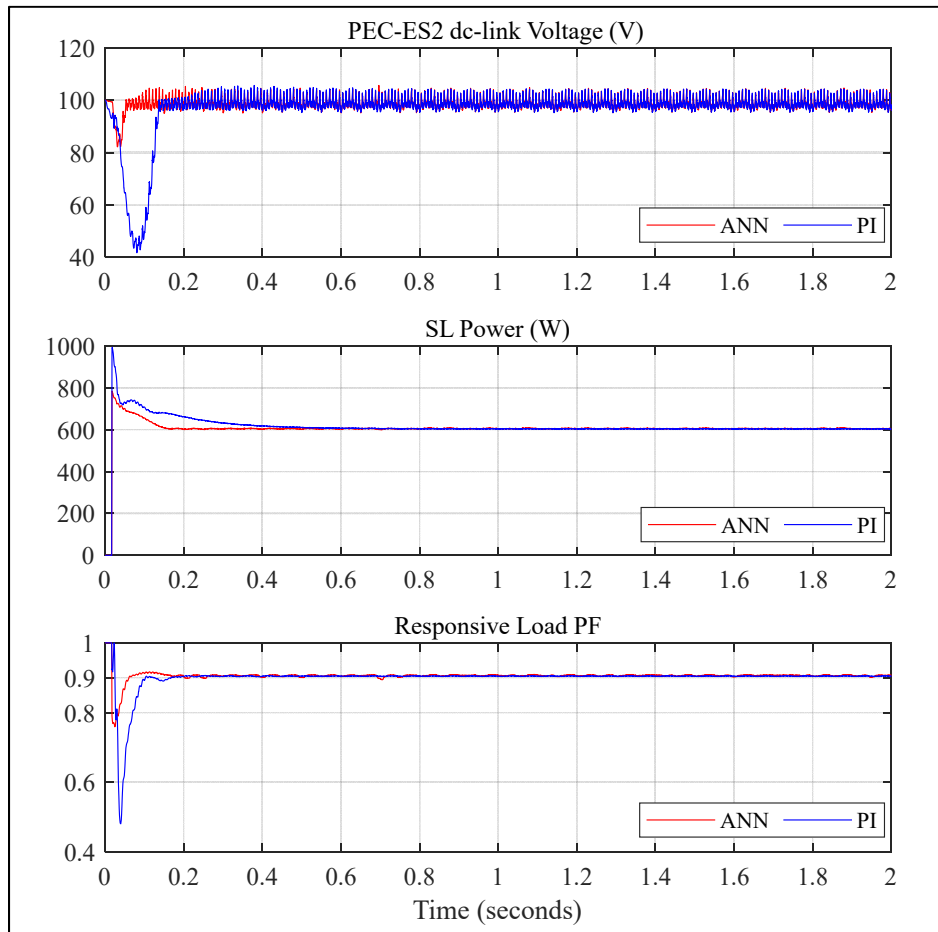 PEC-ES2 dc-link Voltage (V)
120
100
80
60
40
ANN PI
0 0.2 0.4 0.6 0.8 1 1.2 1.4 1.6 1.8 2
SL Power (W)
1000
800
600
400
200
0
ANN PI
0 0.2 0.4 0.6 0.8 1 1.2 1.4 1.6 1.8 2
Responsive Load PF
1
0.9
0.8
0.6
0.4
ANN PI
0 0.2 0.4 0.6 0.8 1 1.2 1.4 1.6 1.8 2
Time (seconds)